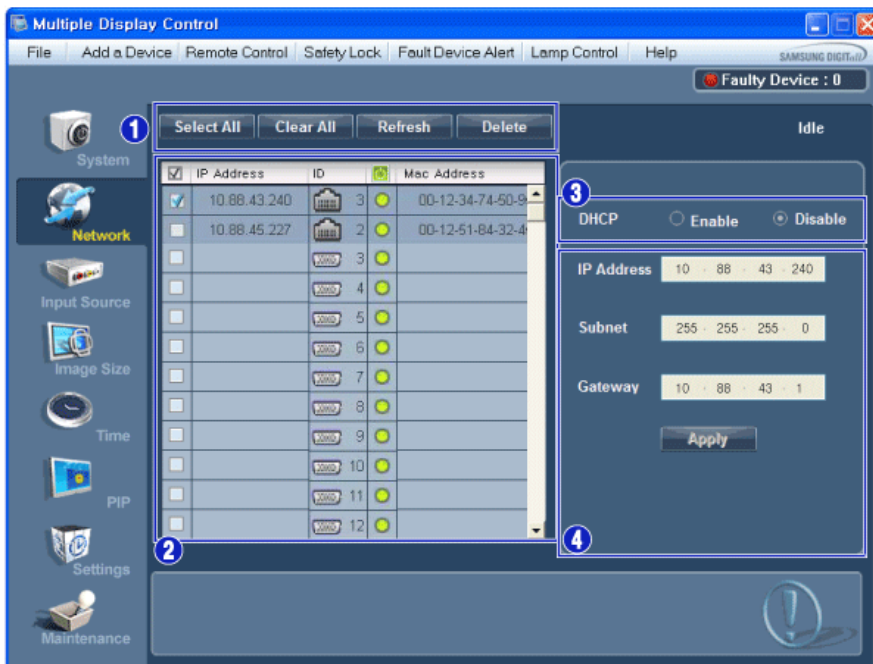 Multiple Display Control
File Add a Device Remote Control Safety Lock Fault Device Alert Lamp Control Help SAMSUNG DIGITall
Faulty Device : 0
1 Select All Clear All Refresh Delete Idle
System
IP Address ID Mac Address
10.88.43.240 3 00-12-34-74-50-9
10.88.45.227 2 00-12-51-84-32-4
3
4
5
6
7
8
9
10
11
12
2
Network
Input Source
Image Size
Time
PIP
Settings
Maintenance
3
DHCP Enable Disable
IP Address 10 . 88 . 43 . 240
Subnet 255 . 255 . 255 . 0
Gateway 10 . 88 . 43 . 1
Apply
4